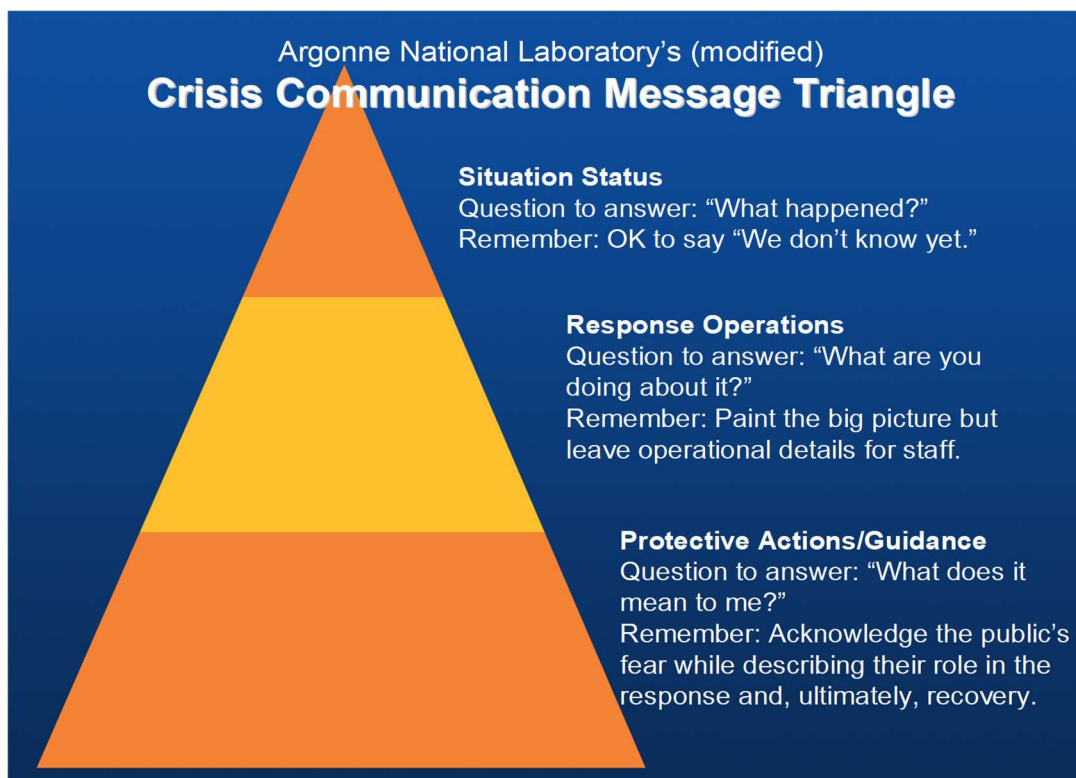 Argonne National Laboratory’s (modified)
Crisis Communication Message Triangle
Situation Status
Question to answer: “What happened?”
Remember: OK to say “We don’t know yet.”
Response Operations
Question to answer: “What are you
doing about it?”
Remember: Paint the big picture but
leave operational details for staff.
Protective Actions/Guidance
Question to answer: “What does it
mean to me?”
Remember: Acknowledge the public’s
fear while describing their role in the
response and, ultimately, recovery.